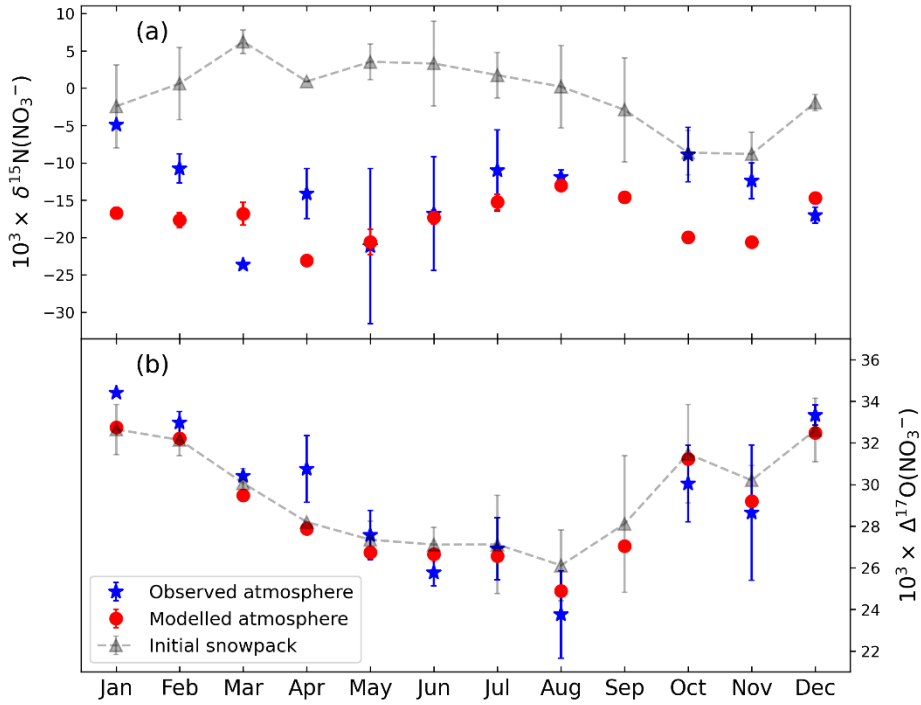 (a)
10
5
0
−5
−10
−15
−20
−25
−30
10³ × δ¹⁵N(NO₃⁻)
(b)
36
34
32
30
28
26
24
22
10³ × Δ¹⁷O(NO₃⁻)
Observed atmosphere
Modelled atmosphere
Initial snowpack
Jan Feb Mar Apr May Jun Jul Aug Sep Oct Nov Dec